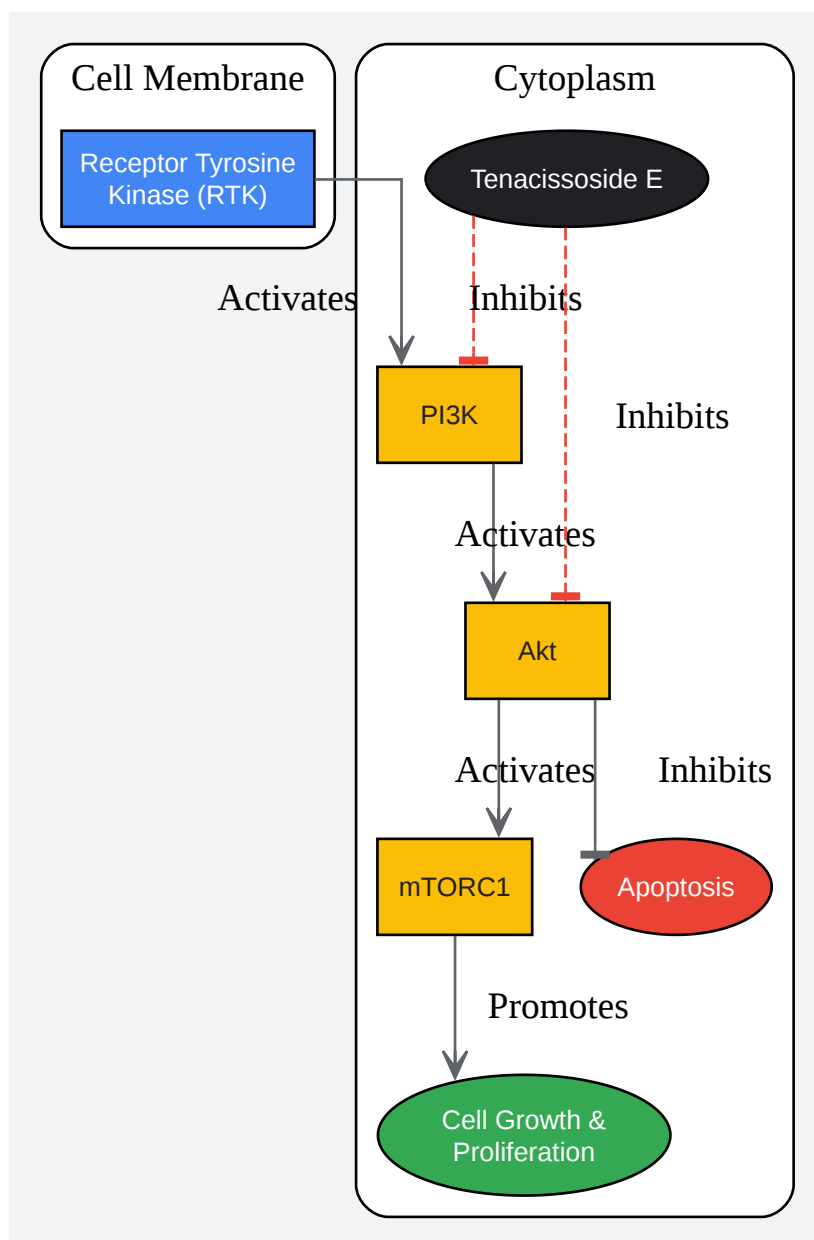 Cell Membrane
Cytoplasm
Receptor Tyrosine
Kinase (RTK)
Tenacissoside E
Activates
Inhibits
PI3K
Inhibits
Activates
Akt
Activates
Inhibits
mTORC1
Apoptosis
Promotes
Cell Growth &
Proliferation